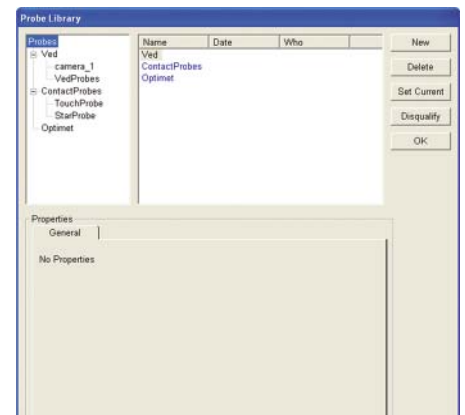 Probe Library
Probes
Ved
camera_1
VedProbes
ContactProbes
TouchProbe
StarProbe
Optimet
Name Date Who
Ved
ContactProbes
Optimet
New
Delete
Set Current
Disqualify
OK
Properties
General
No Properties